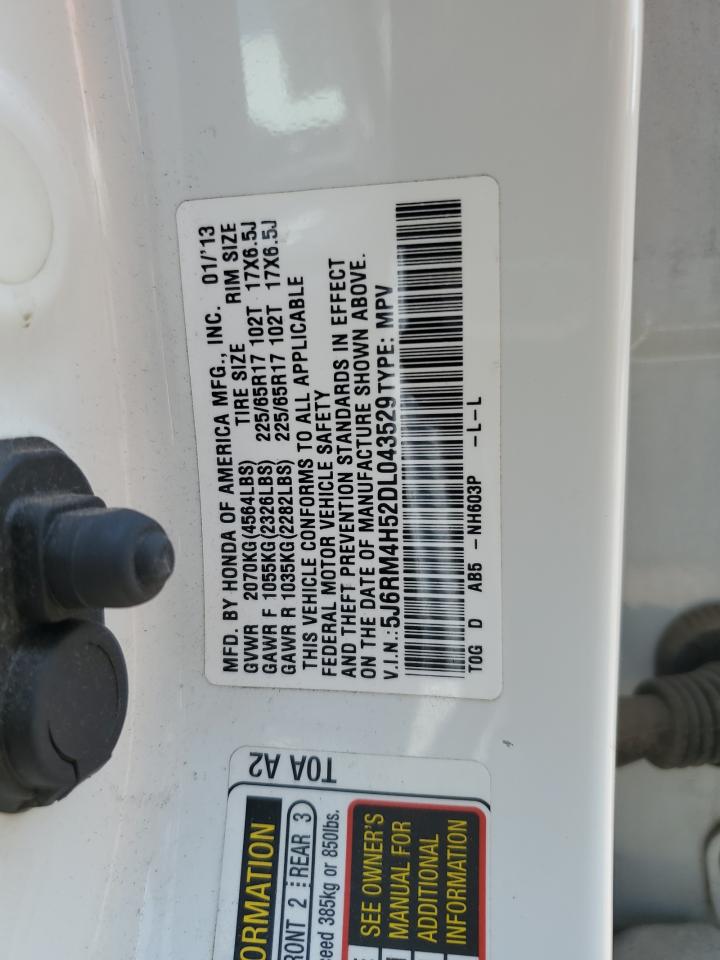 MFD. BY HONDA OF AMERICA MFG., INC. 01/'13
GVWR 2070KG(4564LBS) TIRE SIZE RIM SIZE
GAWR F 1055KG(2326LBS) 225/65R17 102T 17X6.5J
GAWR R 1035KG(2282LBS) 225/65R17 102T 17X6.5J
THIS VEHICLE CONFORMS TO ALL APPLICABLE
FEDERAL MOTOR VEHICLE SAFETY
AND THEFT PREVENTION STANDARDS IN EFFECT
ON THE DATE OF MANUFACTURE SHOWN ABOVE.
V.I.N.:5J6RM4H52DL043529 TYPE: MPV
T0G D AB5 -NH603P -L-L
T0A A2
ORMATION
RONT 2 REAR 3
ceed 385kg or 850lbs.
SEE OWNER'S
MANUAL FOR
ADDITIONAL
INFORMATION